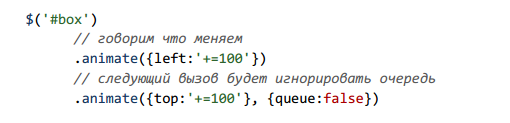 $('#box')
// говорим что меняем
.animate({left:'+=100'})
// следующий вызов будет игнорировать очередь
.animate({top:'+=100'}, {queue:false})